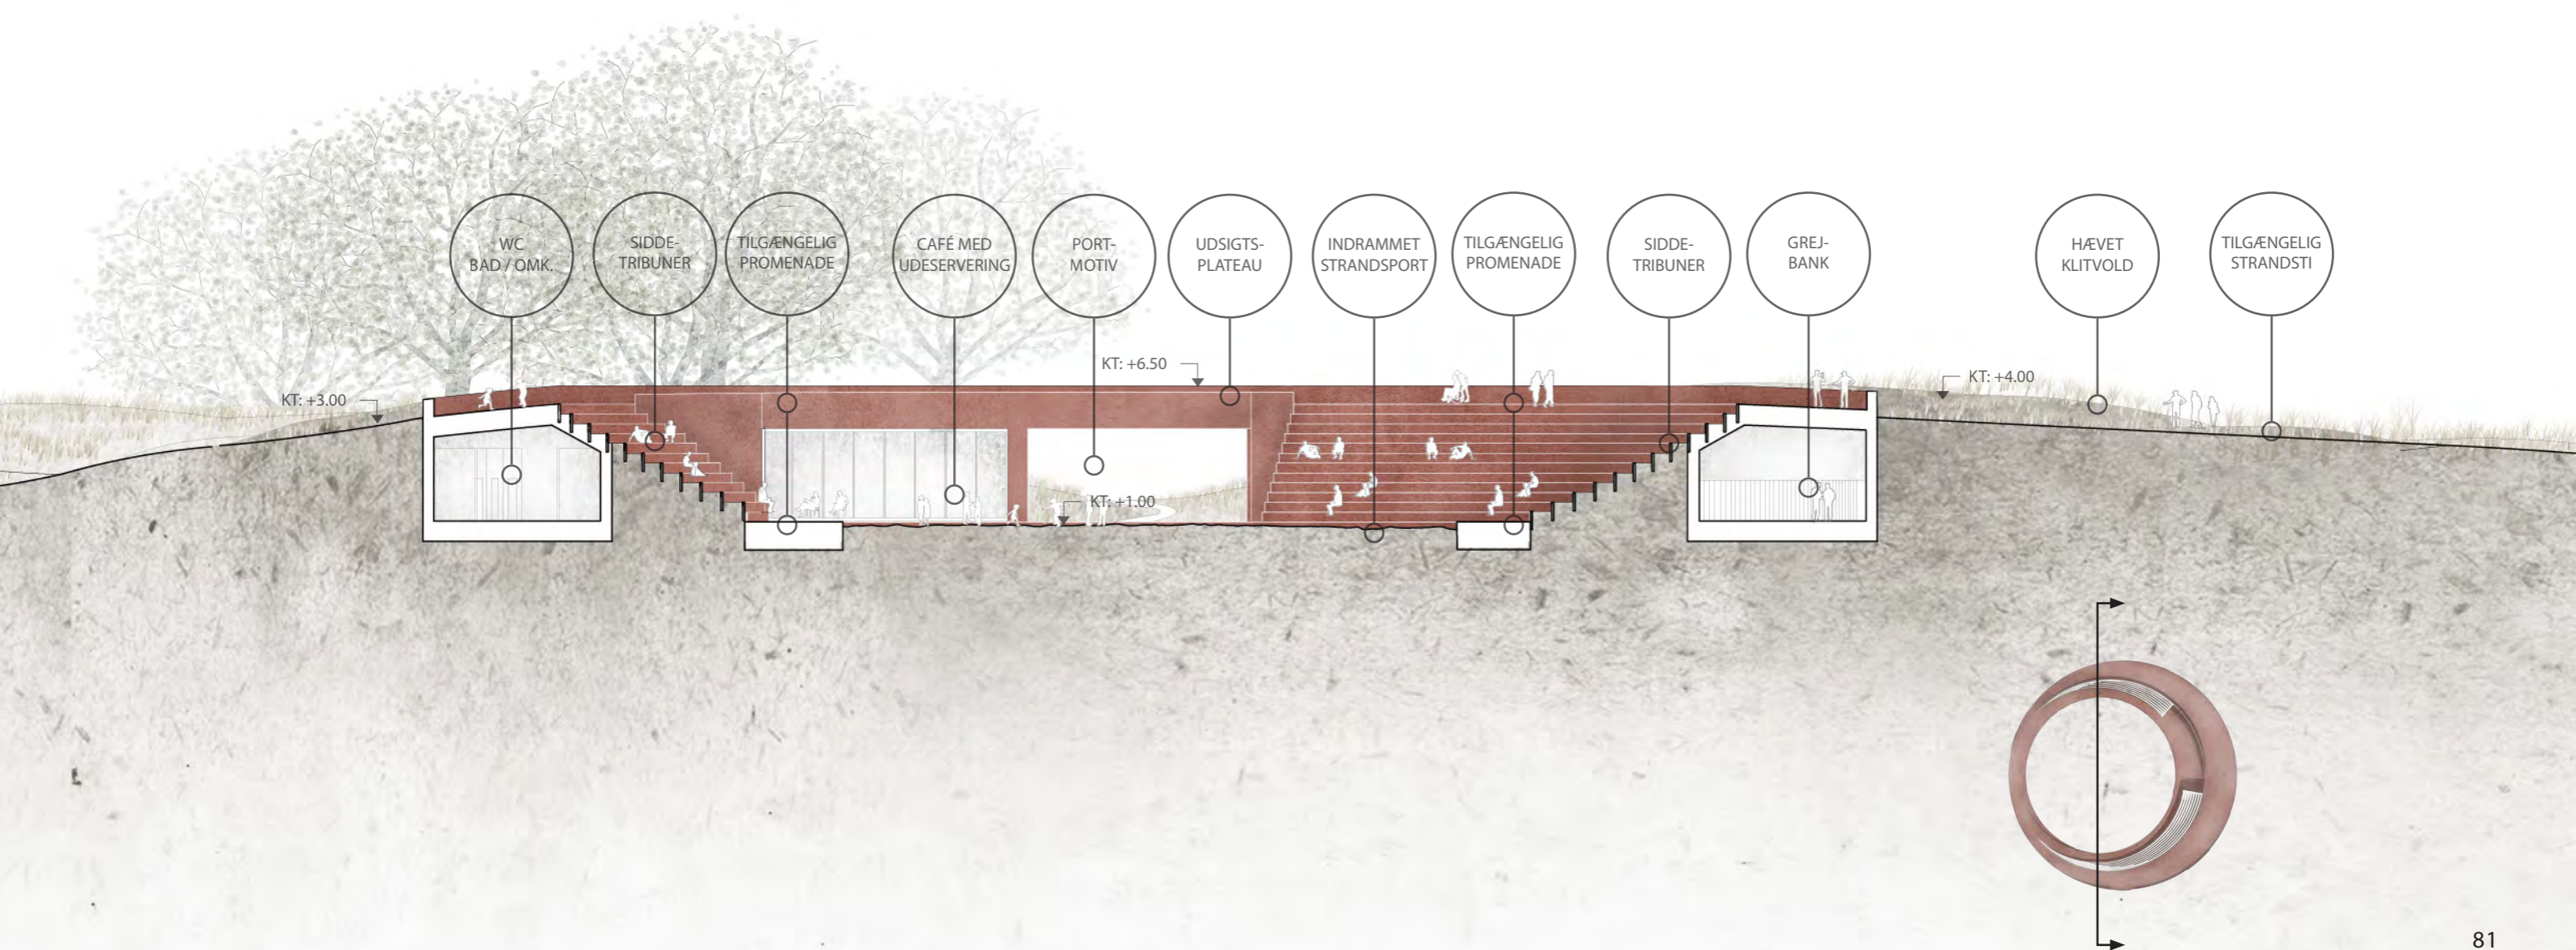 WC
BAD / OMK.
SIDDE-
TRIBUNER
TILGÆNGELIG
PROMENADE
CAFÉ MED
UDESERVERING
PORT-
MOTIV
UDSIGTS-
PLATEAU
INDRAMMET
STRANDSPORT
TILGÆNGELIG
PROMENADE
SIDDE-
TRIBUNER
GREJ-
BANK
HÆVET
KLITVOLD
TILGÆNGELIG
STRANDSTI
KT: +6.50
KT: +4.00
KT: +3.00
KT: +1.00
81